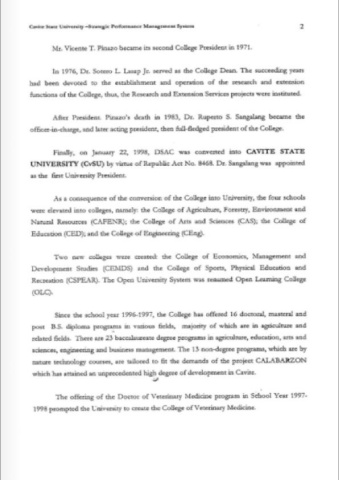 Cavite State University –Strategic Performance Management System 2
Mr. Vicente T. Pinazo became its second College President in 1971.
In 1976, Dr. Sotero L. Lasap Jr. served as the College Dean. The succeeding years
had been devoted to the establishment and operation of the research and extension
functions of the College, thus, the Research and Extension Services projects were instituted.
After President Pinazo's death in 1983, Dr. Ruperto S. Sangalang became the
officer-in-charge, and later acting president, then full-fledged president of the College.
Finally, on January 22, 1998, DSAC was converted into CAVITE STATE
UNIVERSITY (CvSU) by virtue of Republic Act No. 8468. Dr. Sangalang was appointed
as the first University President.
As a consequence of the conversion of the College into University, the four schools
were elevated into colleges, namely: the College of Agriculture, Forestry, Environment and
Natural Resources (CAFENR); the College of Arts and Sciences (CAS); the College of
Education (CED); and the College of Engineering (CEng).
Two new colleges were created: the College of Economics, Management and
Development Studies (CEMDS) and the College of Sports, Physical Education and
Recreation (CSPEAR). The Open University System was renamed Open Learning College
(OLC).
Since the school year 1996-1997, the College has offered 16 doctoral, masteral and
post B.S. diploma programs in various fields, majority of which are in agriculture and
related fields. There are 23 baccalaureate degree programs in agriculture, education, arts and
sciences, engineering and business management. The 13 non-degree programs, which are by
nature technology courses, are tailored to fit the demands of the project CALABARZON
which has attained an unprecedented high degree of development in Cavite.
The offering of the Doctor of Veterinary Medicine program in School Year 1997-
1998 prompted the University to create the College of Veterinary Medicine.